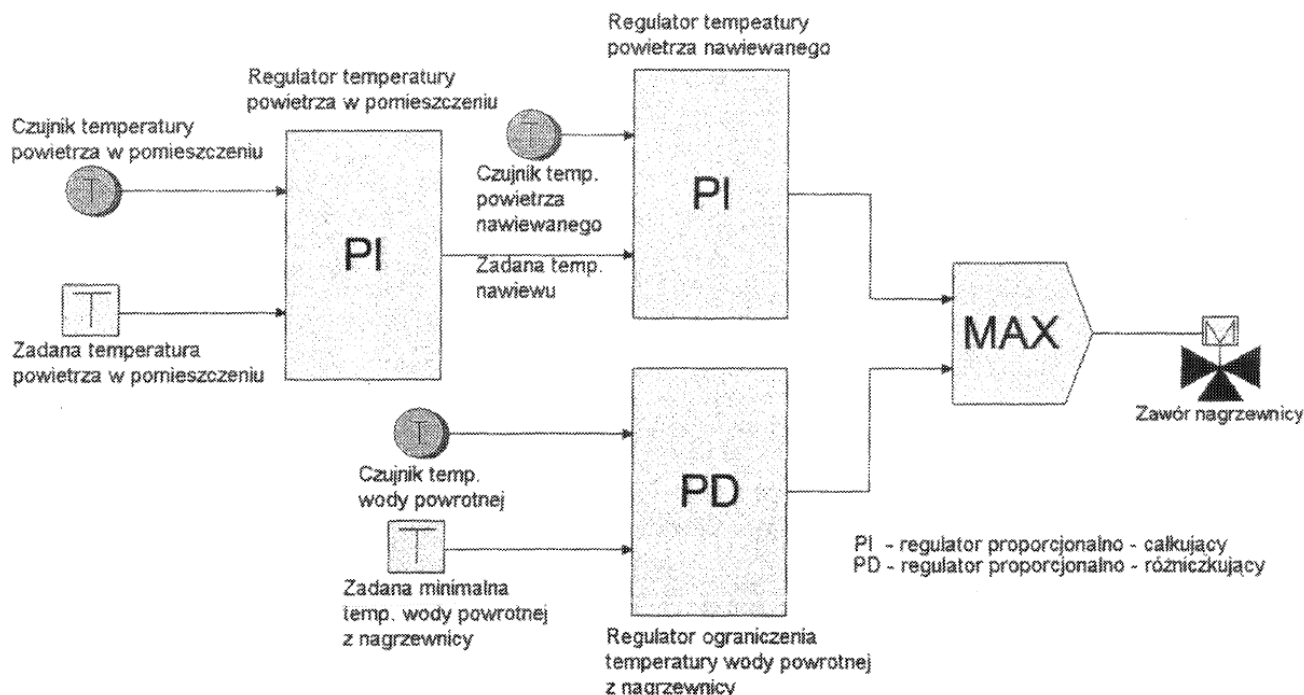 Regulator tempeatury
powietrza nawiewanego
Regulator temperatury
powietrza w pomieszczeniu
Czujnik temperatury
powietrza w pomieszczeniu
T
T
Czujnik temp.
powietrza
nawiewanego
PI
PI
Zadana temp.
nawiewu
T
Zadana temperatura
powietrza w pomieszczeniu
MAX
M
Zawór nagrzewnicy
T
Czujnik temp.
wody powrotnej
PD
T
Zadana minimalna
temp. wody powrotnej
z nagrzewnicy
PI - regulator proporcjonalno - całkujący
PD - regulator proporcjonalno - różniczkujący
Regulator ograniczenia
temperatury wody powrotnej
z nagrzewnicy